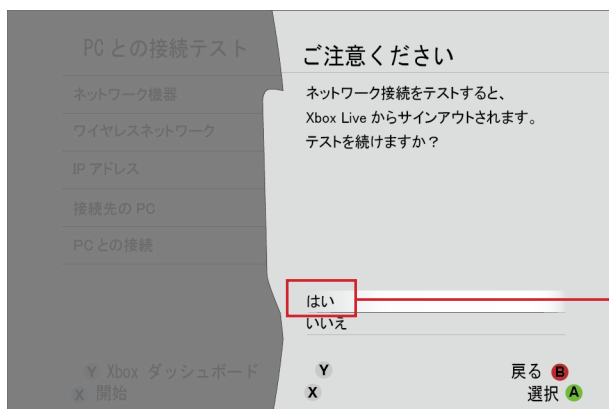 PC との接続テスト
ネットワーク機器
ワイヤレスネットワーク
IP アドレス
接続先の PC
PC との接続
Y Xbox ダッシュボード
X 開始
ご注意ください
ネットワーク接続をテストすると、
Xbox Live からサインアウトされます。
テストを続けますか？
はい
いいえ
Y
X
戻る B
選択 A